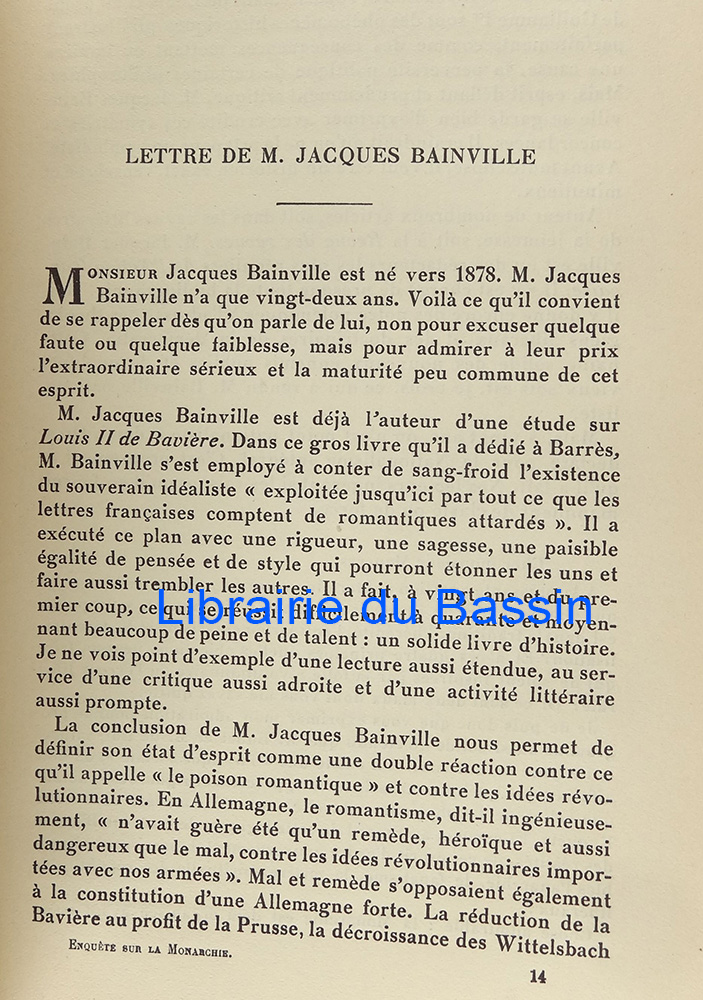 LETTRE DE M. JACQUES BAINVILLE
MONSIEUR Jacques Bainville est né vers 1878. M. Jacques
Bainville n'a que vingt-deux ans. Voilà ce qu'il convient
de se rappeler dès qu'on parle de lui, non pour excuser quelque
faute ou quelque faiblesse, mais pour admirer à leur prix
l'extraordinaire sérieux et la maturité peu commune de cet
esprit.
M. Jacques Bainville est déjà l'auteur d'une étude sur
Louis II de Bavière. Dans ce gros livre qu'il a dédié à Barrès,
M. Bainville s'est employé à conter de sang-froid l'existence
du souverain idéaliste « exploitée jusqu'ici par tout ce que les
lettres françaises comptent de romantiques attardés ». Il a
exécuté ce plan avec une rigueur, une sagesse, une paisible
égalité de pensée et de style qui pourront étonner les uns et
faire aussi trembler les autres. Il a fait, à vingt ans et du pre-
mier coup, ce qui se réussit difficilement à quarante et moyen-
Librairie du Bassin
nant beaucoup de peine et de talent : un solide livre d'histoire.
Je ne vois point d'exemple d'une lecture aussi étendue, au ser-
vice d'une critique aussi adroite et d'une activité littéraire
aussi prompte.
La conclusion de M. Jacques Bainville nous permet de
définir son état d'esprit comme une double réaction contre ce
qu'il appelle « le poison romantique » et contre les idées révo-
lutionnaires. En Allemagne, le romantisme, dit-il ingénieuse-
ment, « n'avait guère été qu'un remède, héroïque et aussi
dangereux que le mal, contre les idées révolutionnaires impor-
tées avec nos armées ». Mal et remède s'opposaient également
à la constitution d'une Allemagne forte. La réduction de la
Bavière au profit de la Prusse, la décroissance des Wittelsbach
ENQUÊTE SUR LA MONARCHIE.
14